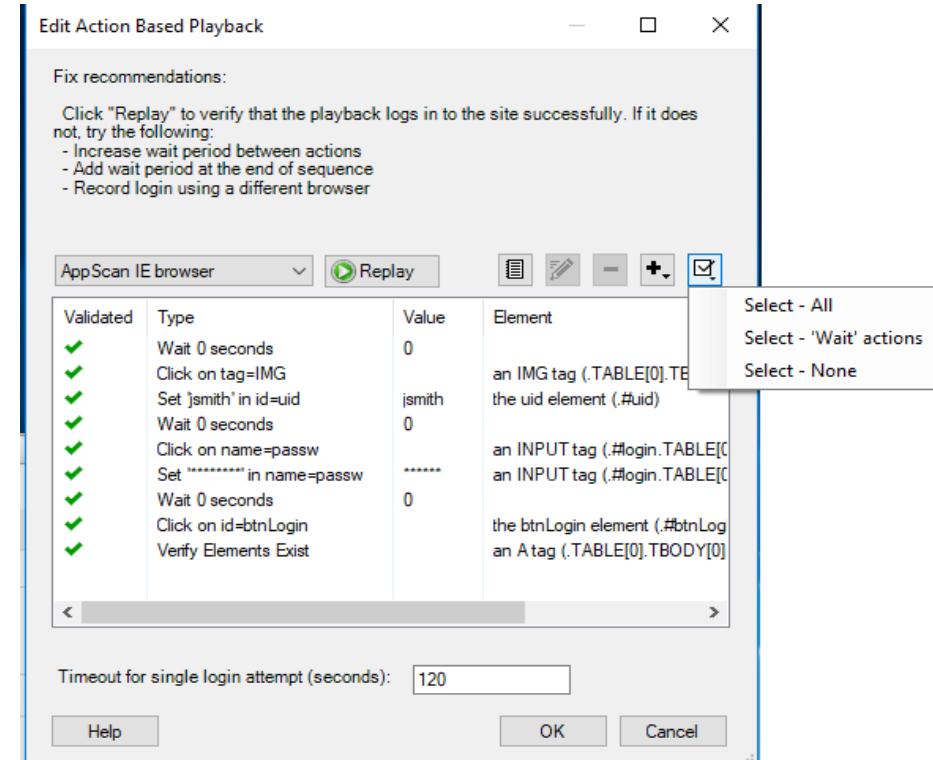 Edit Action Based Playback
Fix recommendations:
Click "Replay" to verify that the playback logs in to the site successfully. If it does
not, try the following:
- Increase wait period between actions
- Add wait period at the end of sequence
- Record login using a different browser
AppScan IE browser Replay
Select - All
Select - 'Wait' actions
Select - None
Validated Type Value Element
Wait 0 seconds 0
Click on tag=IMG an IMG tag (.TABLE[0].TE
Set 'jsmith' in id=uid jsmith the uid element (.#uid)
Wait 0 seconds 0
Click on name=passw an INPUT tag (.#login.TABLE[0
Set '********' in name=passw ****** an INPUT tag (.#login.TABLE[0
Wait 0 seconds 0
Click on id=btnLogin the btnLogin element (.#btnLog
Verify Elements Exist an A tag (.TABLE[0].TBODY[0]
Timeout for single login attempt (seconds): 120
Help OK Cancel